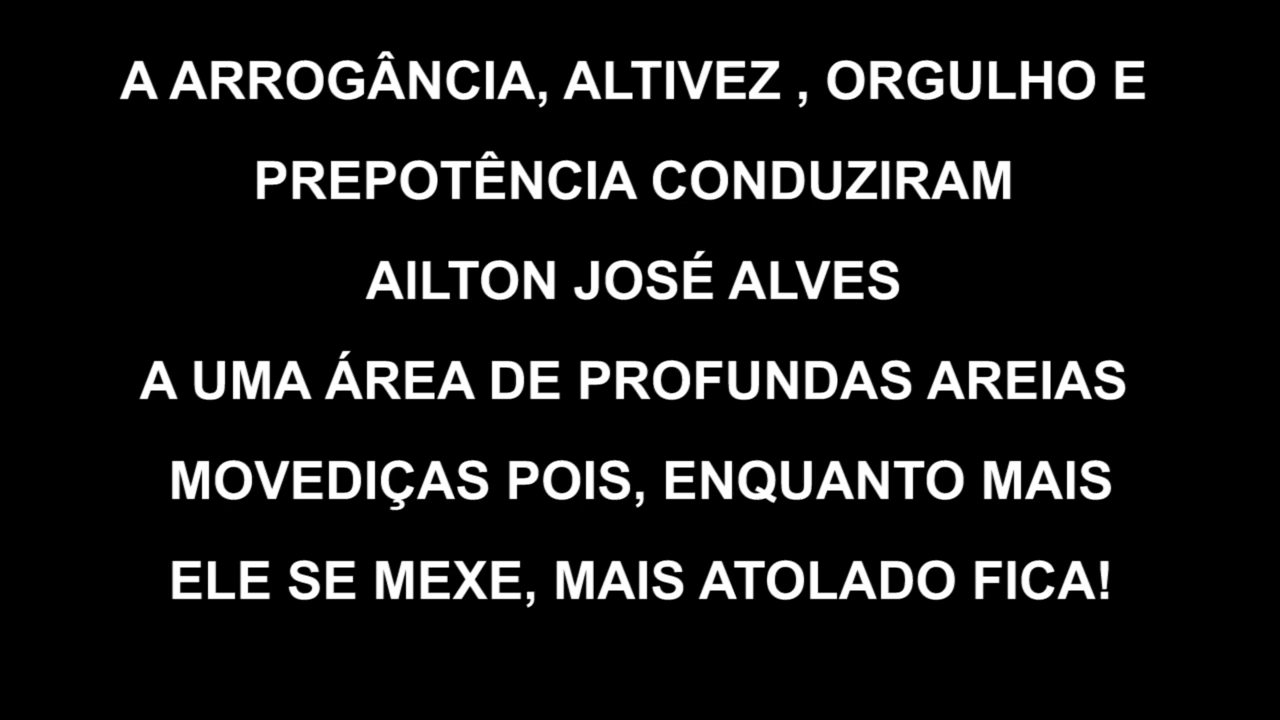 A ARROGÂNCIA, ALTIVEZ , ORGULHO E
PREPOTÊNCIA CONDUZIRAM
AILTON JOSÉ ALVES
A UMA ÁREA DE PROFUNDAS AREIAS
MOVEDIÇAS POIS, ENQUANTO MAIS
ELE SE MEXE, MAIS ATOLADO FICA!